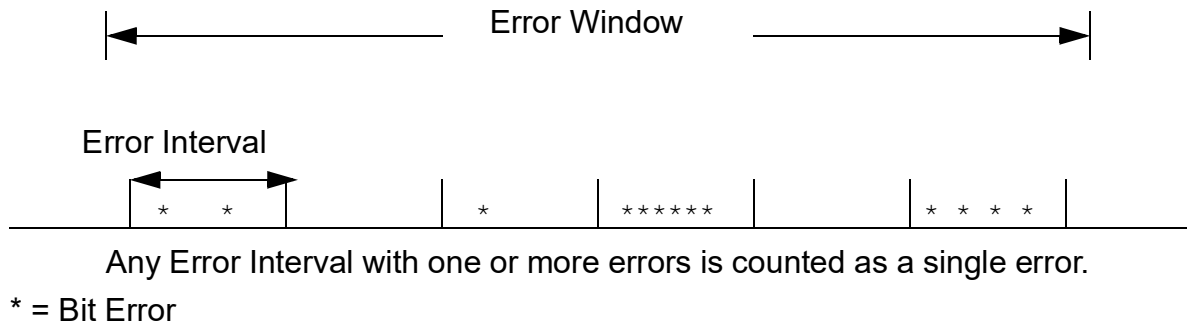 Error Window
Error Interval
* * * ****** * * * *
Any Error Interval with one or more errors is counted as a single error.
* = Bit Error